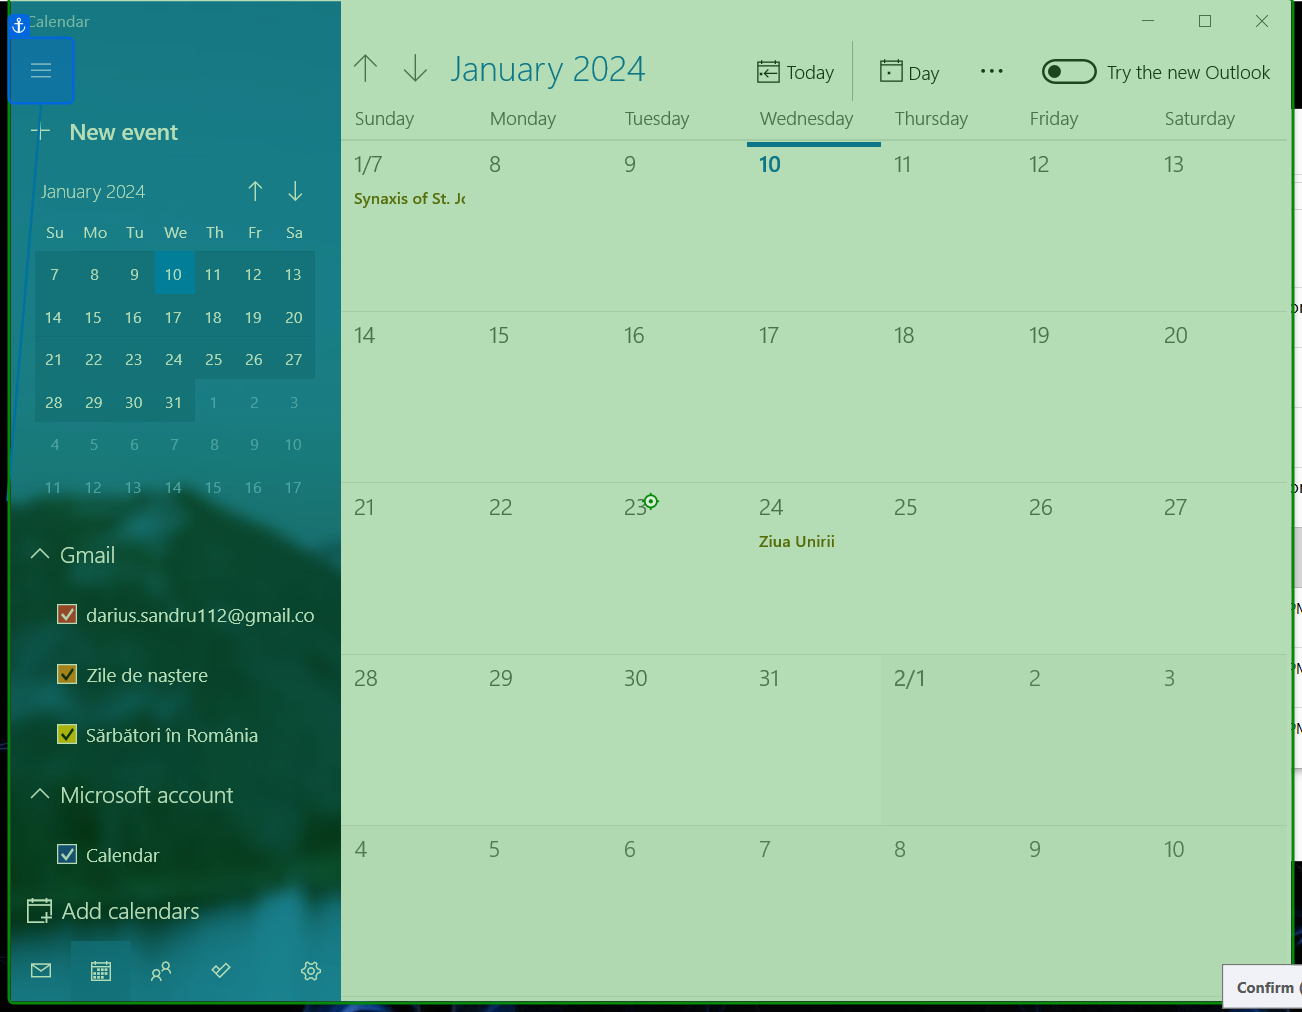 Calendar
January 2024
Today
Day
Try the new Outlook
New event
January 2024
Su Mo Tu We Th Fr Sa
7 8 9 10 11 12 13
14 15 16 17 18 19 20
21 22 23 24 25 26 27
28 29 30 31 1 2 3
4 5 6 7 8 9 10
11 12 13 14 15 16 17
Gmail
darius.sandru112@gmail.co
Zile de naștere
Sărbători în România
Microsoft account
Calendar
Add calendars
Sunday Monday Tuesday Wednesday Thursday Friday Saturday
1/7 8 9 10 11 12 13
Synaxis of St.
14 15 16 17 18 19 20
21 22 23 24 25 26 27
Ziua Unirii
28 29 30 31 2/1 2 3
4 5 6 7 8 9 10
Confirm